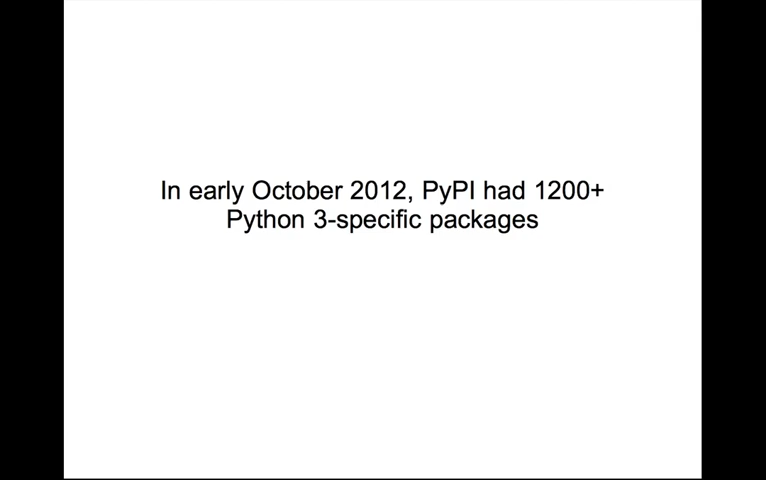 In early October 2012, PyPI had 1200+
Python 3-specific packages